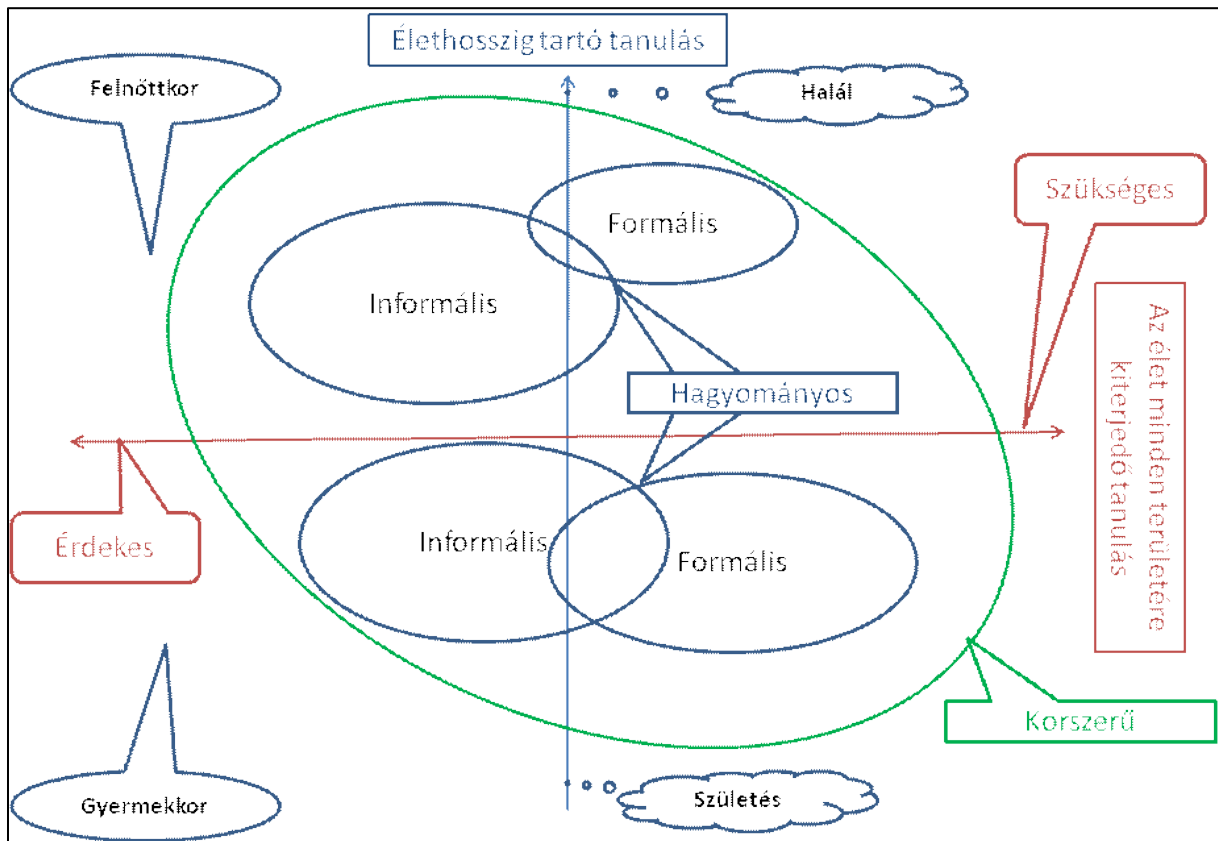 Élethosszig tartó tanulás
Felnőttkor
Halál
Szükséges
Formális
Informális
Az élet minden területére
kiterjedő tanulás
Hagyományos
Érdekes
Informális
Formális
Korszerű
Gyermekkor
Születés